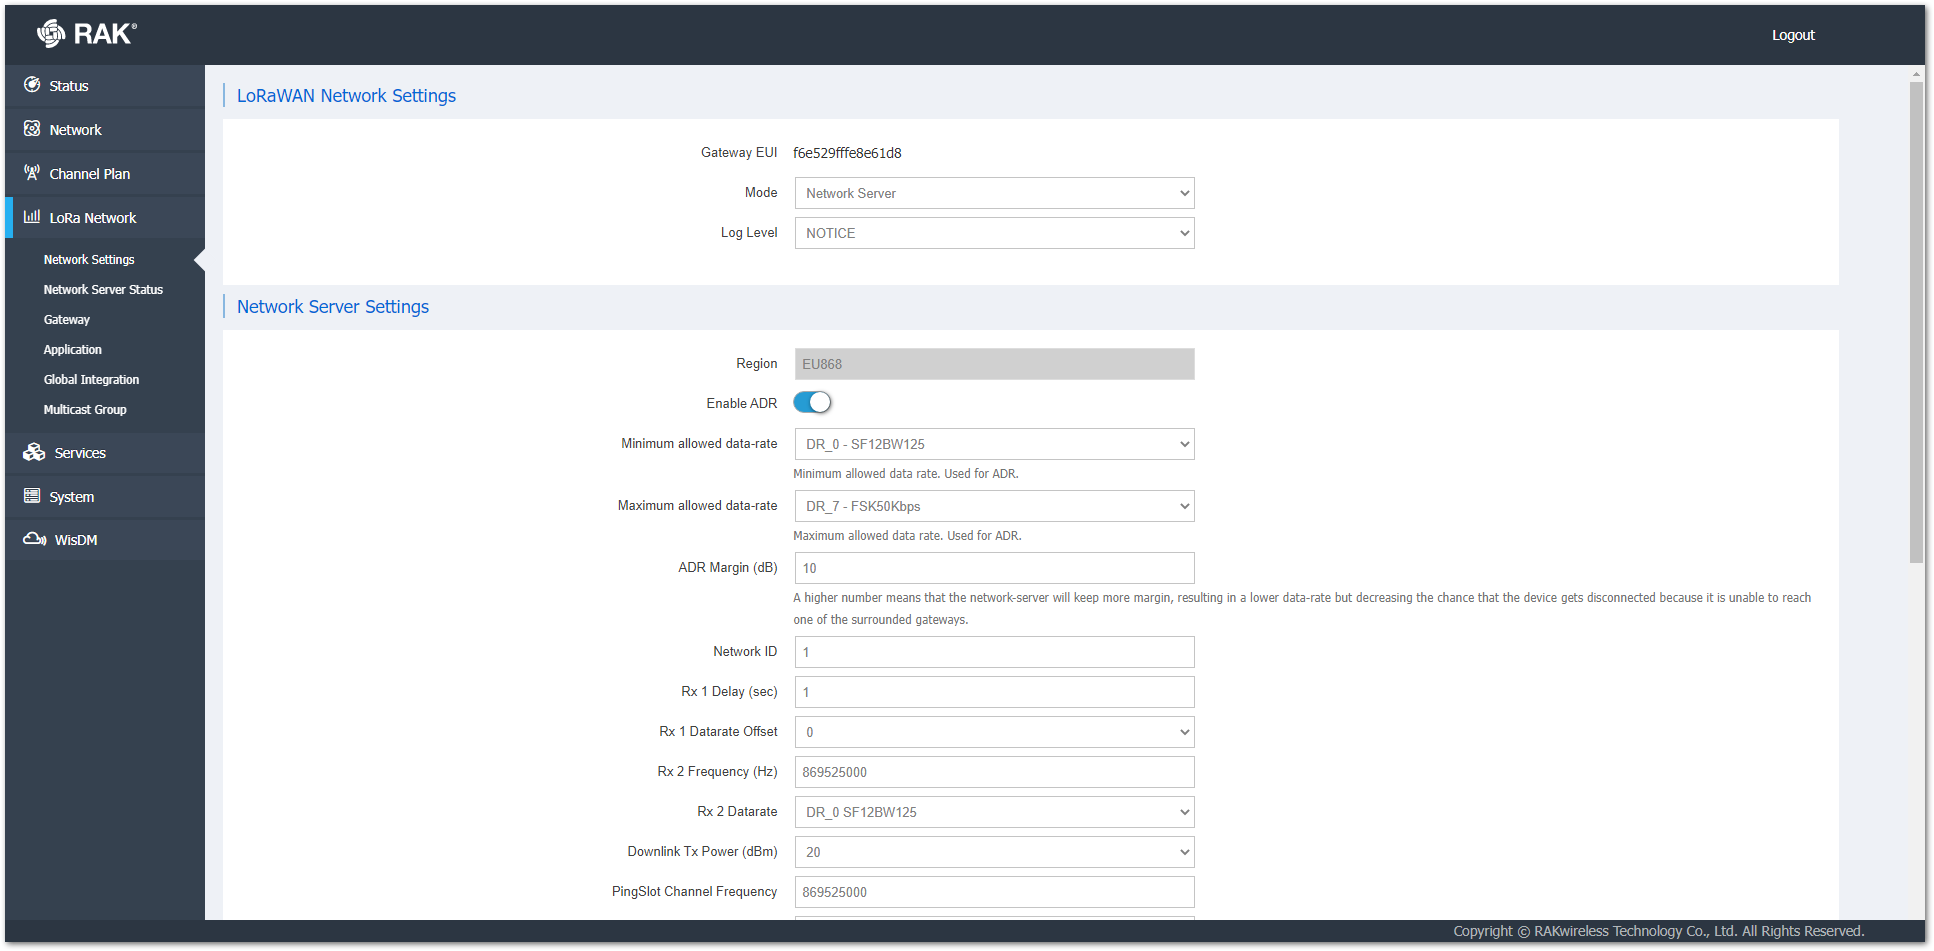 RAK®
Logout
Status
Network
Channel Plan
LoRa Network
Network Settings
Network Server Status
Gateway
Application
Global Integration
Multicast Group
Services
System
WisDM
LoRaWAN Network Settings
Gateway EUI f6e529fffe8e61d8
Mode Network Server
Log Level NOTICE
Network Server Settings
Region EU868
Enable ADR
Minimum allowed data-rate DR_0 - SF12BW125
Minimum allowed data rate. Used for ADR.
Maximum allowed data-rate DR_7 - FSK50Kbps
Maximum allowed data rate. Used for ADR.
ADR Margin (dB) 10
A higher number means that the network-server will keep more margin, resulting in a lower data-rate but decreasing the chance that the device gets disconnected because it is unable to reach
one of the surrounded gateways.
Network ID 1
Rx 1 Delay (sec) 1
Rx 1 Datarate Offset 0
Rx 2 Frequency (Hz) 869525000
Rx 2 Datarate DR_0 SF12BW125
Downlink Tx Power (dBm) 20
PingSlot Channel Frequency 869525000
Copyright © RAKwireless Technology Co., Ltd. All Rights Reserved.